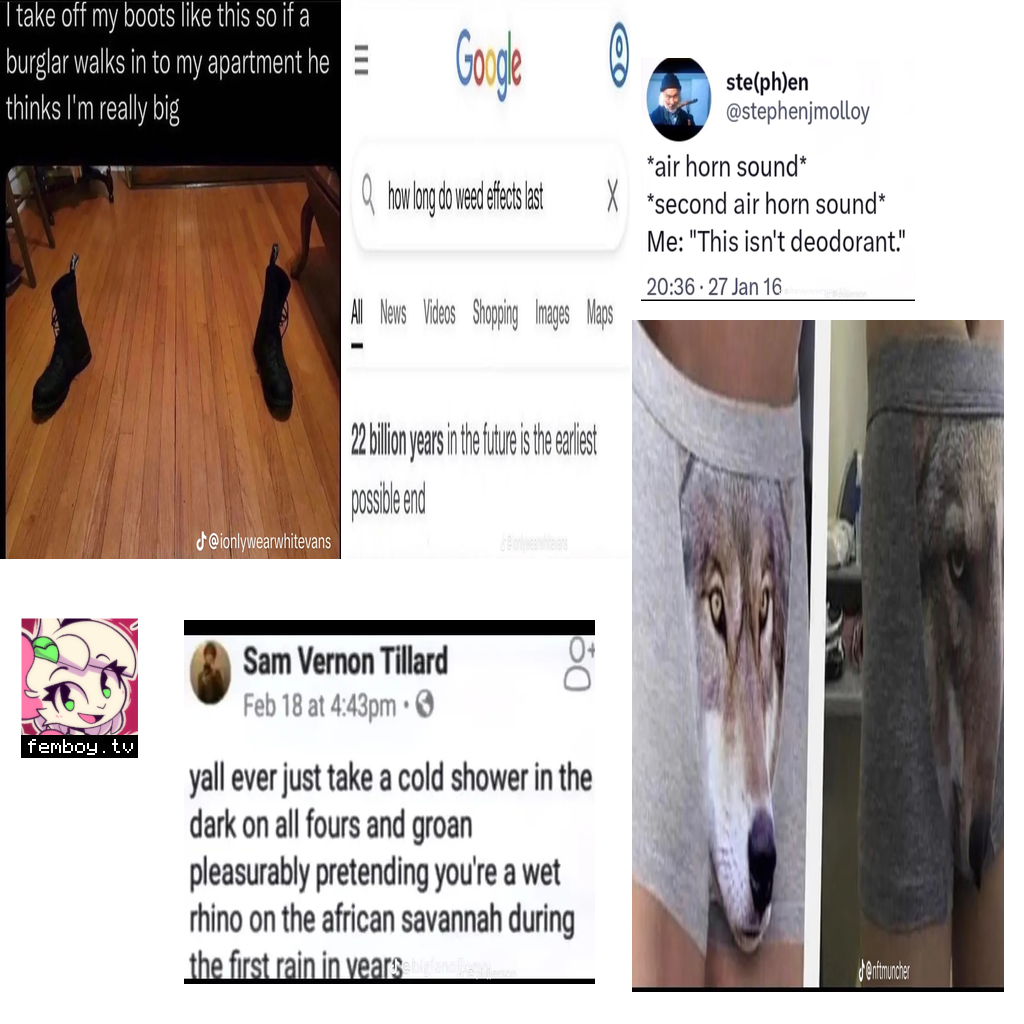 I take off my boots like this so if a
burglar walks in to my apartment he
thinks I'm really big
@ionlywearwhitevans
Google
how long do weed effects last
All News Videos Shopping Images Maps
22 billion years in the future is the earliest
possible end
@ionlywearwhitevans
ste(ph)en
@stephenjmolloy
*air horn sound*
*second air horn sound*
Me: "This isn't deodorant."
20:36 · 27 Jan 16
@nftmuncher
femboy.tv
Sam Vernon Tillard
Feb 18 at 4:43pm ·
yall ever just take a cold shower in the
dark on all fours and groan
pleasurably pretending you're a wet
rhino on the african savannah during
the first rain in years